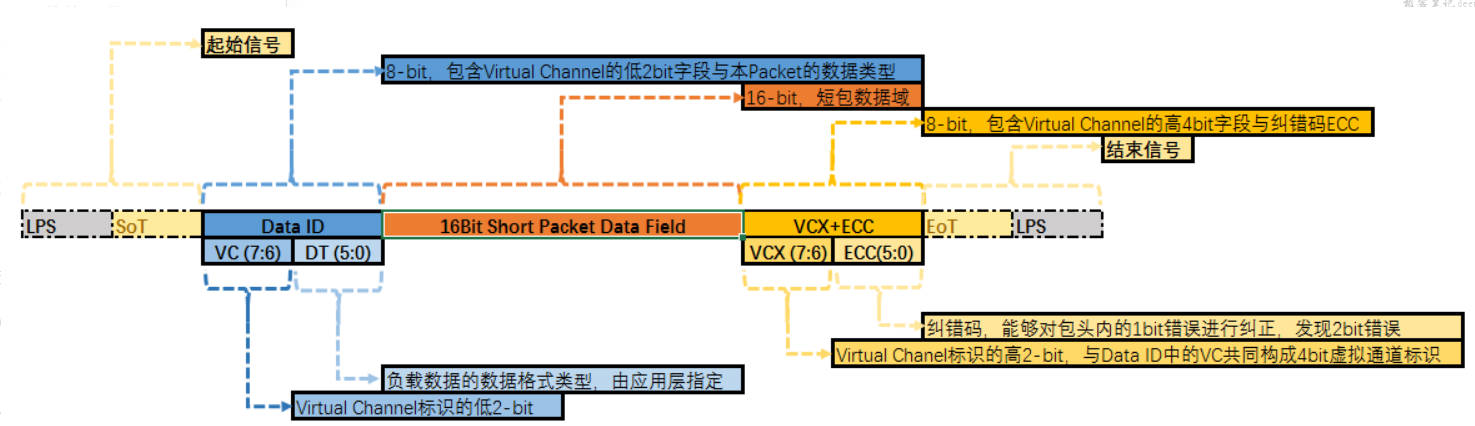 起始信号
8-bit，包含Virtual Channel的低2bit字段与本Packet的数据类型
16-bit，短包数据域
8-bit，包含Virtual Channel的高4bit字段与纠错码ECC
结束信号
LPS SoT Data ID 16Bit Short Packet Data Field VCX+ECC EoT LPS
VC (7:6) DT (5:0) VCX (7:6) ECC(5:0)
纠错码，能够对包头内的1bit错误进行纠正，发现2bit错误
Virtual Chanel标识的高2-bit，与Data ID中的VC共同构成4bit虚拟通道标识
负载数据的数据格式类型，由应用层指定
Virtual Channel标识的低2-bit